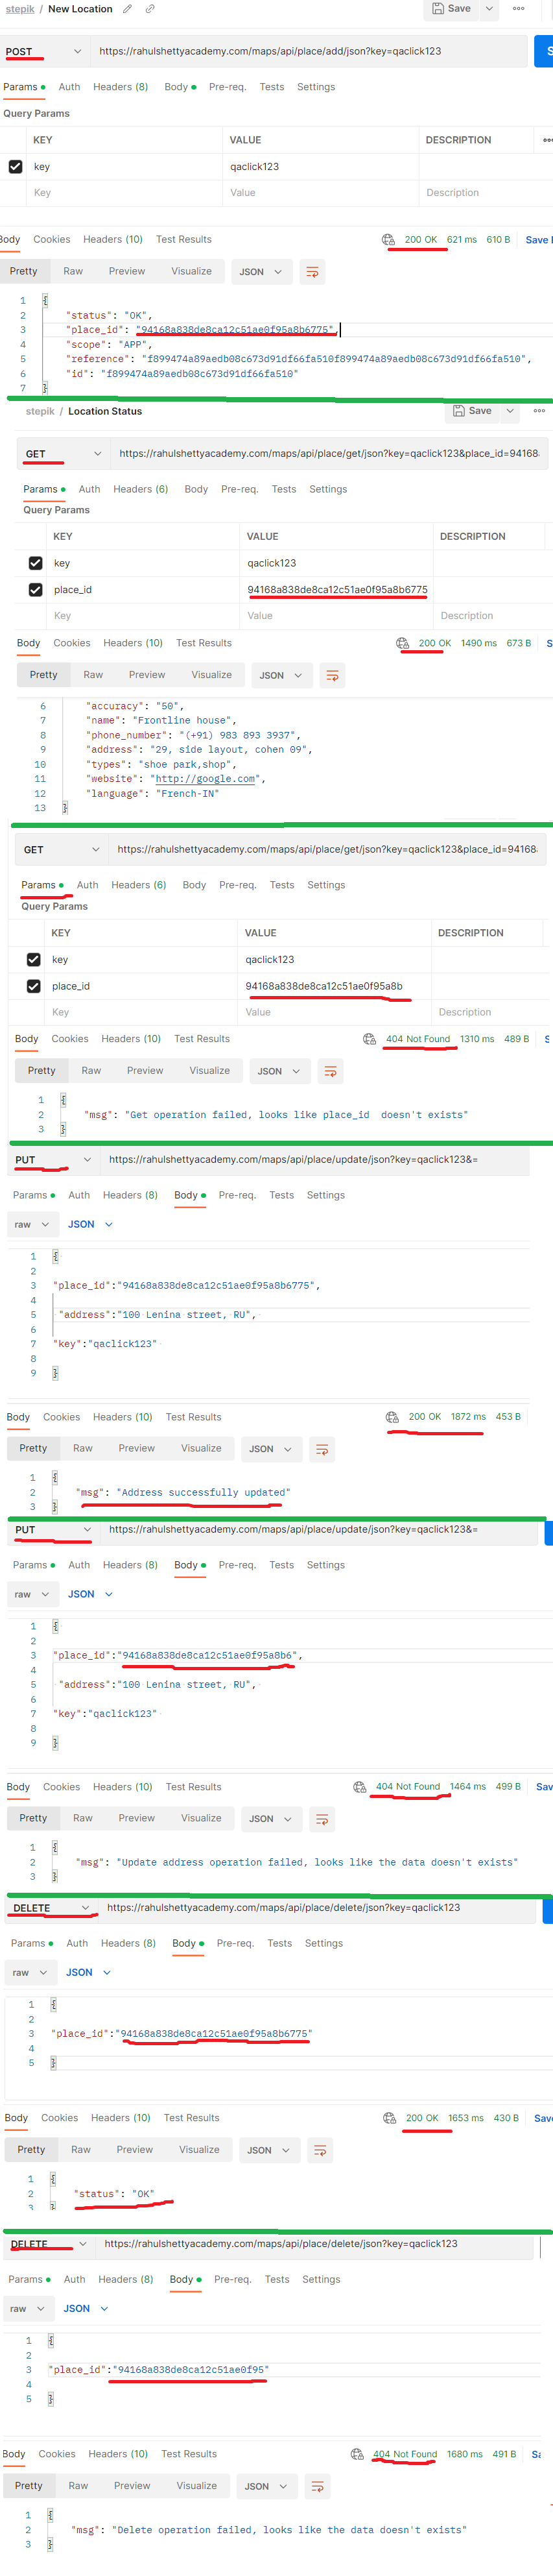 stepik / New Location
Save
POST
https://rahulshettyacademy.com/maps/api/place/add/json?key=qaclick123
Params Auth Headers (8) Body Pre-req. Tests Settings
Query Params
KEY VALUE DESCRIPTION
key qaclick123
Key Value Description
Body Cookies Headers (10) Test Results 200 OK 621 ms 610 B
Pretty Raw Preview Visualize JSON
1 {
2 "status": "OK",
3 "place_id": "94168a838de8ca12c51ae0f95a8b6775",
4 "scope": "APP",
5 "reference": "f899474a89aedb08c673d91df66fa510f899474a89aedb08c673d91df66fa510",
6 "id": "f899474a89aedb08c673d91df66fa510"
7 }
stepik / Location Status
Save
GET
https://rahulshettyacademy.com/maps/api/place/get/json?key=qaclick123&place_id=94168a
Params Auth Headers (6) Body Pre-req. Tests Settings
Query Params
KEY VALUE DESCRIPTION
key qaclick123
place_id 94168a838de8ca12c51ae0f95a8b6775
Key Value Description
Body Cookies Headers (10) Test Results 200 OK 1490 ms 673 B
Pretty Raw Preview Visualize JSON
6 "accuracy": "50",
7 "name": "Frontline house",
8 "phone_number": "(+91) 983 893 3937",
9 "address": "29, side layout, cohen 09",
10 "types": "shoe park,shop",
11 "website": "http://google.com",
12 "language": "French-IN"
13 }
GET
https://rahulshettyacademy.com/maps/api/place/get/json?key=qaclick123&place_id=94168a
Params Auth Headers (6) Body Pre-req. Tests Settings
Query Params
KEY VALUE DESCRIPTION
key qaclick123
place_id 94168a838de8ca12c51ae0f95a8b
Key Value Description
Body Cookies Headers (10) Test Results 404 Not Found 1310 ms 489 B
Pretty Raw Preview Visualize JSON
1 {
2 "msg": "Get operation failed, looks like place_id  doesn't exists"
3 }
PUT
https://rahulshettyacademy.com/maps/api/place/update/json?key=qaclick123&=
Params Auth Headers (8) Body Pre-req. Tests Settings
raw JSON
1 {
2
3 "place_id":"94168a838de8ca12c51ae0f95a8b6775",
4
5 "address":"100 Lenina street, RU",
6
7 "key":"qaclick123"
8
9 }
Body Cookies Headers (10) Test Results 200 OK 1872 ms 453 B
Pretty Raw Preview Visualize JSON
1 {
2 "msg": "Address successfully updated"
3 }
PUT
https://rahulshettyacademy.com/maps/api/place/update/json?key=qaclick123&=
Params Auth Headers (8) Body Pre-req. Tests Settings
raw JSON
1 {
2
3 "place_id":"94168a838de8ca12c51ae0f95a8b6",
4
5 "address":"100 Lenina street, RU",
6
7 "key":"qaclick123"
8
9 }
Body Cookies Headers (10) Test Results 404 Not Found 1464 ms 499 B
Pretty Raw Preview Visualize JSON
1 {
2 "msg": "Update address operation failed, looks like the data doesn't exists"
3 }
DELETE
https://rahulshettyacademy.com/maps/api/place/delete/json?key=qaclick123
Params Auth Headers (8) Body Pre-req. Tests Settings
raw JSON
1 {
2
3 "place_id":"94168a838de8ca12c51ae0f95a8b6775"
4
5 }
Body Cookies Headers (10) Test Results 200 OK 1653 ms 430 B
Pretty Raw Preview Visualize JSON
1 {
2 "status": "OK"
3 }
DELETE
https://rahulshettyacademy.com/maps/api/place/delete/json?key=qaclick123
Params Auth Headers (8) Body Pre-req. Tests Settings
raw JSON
1 {
2
3 "place_id":"94168a838de8ca12c51ae0f95"
4
5 }
Body Cookies Headers (10) Test Results 404 Not Found 1680 ms 491 B
Pretty Raw Preview Visualize JSON
1 {
2 "msg": "Delete operation failed, looks like the data doesn't exists"
3 }